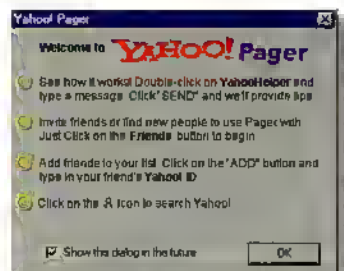 Yahoo! Pager
Welcome to YAHOO! Pager
See how it works! Double-click on YahooHelper and
type a message. Click "SEND" and we'll provide tips
Invite friends or find new people to use Pager with
Just Click on the Friends button to begin
Add friends to your list. Click on the "ADD" button and
type in your friend's Yahoo! ID
Click on the icon to search Yahoo!
Show this dialog in the future
OK